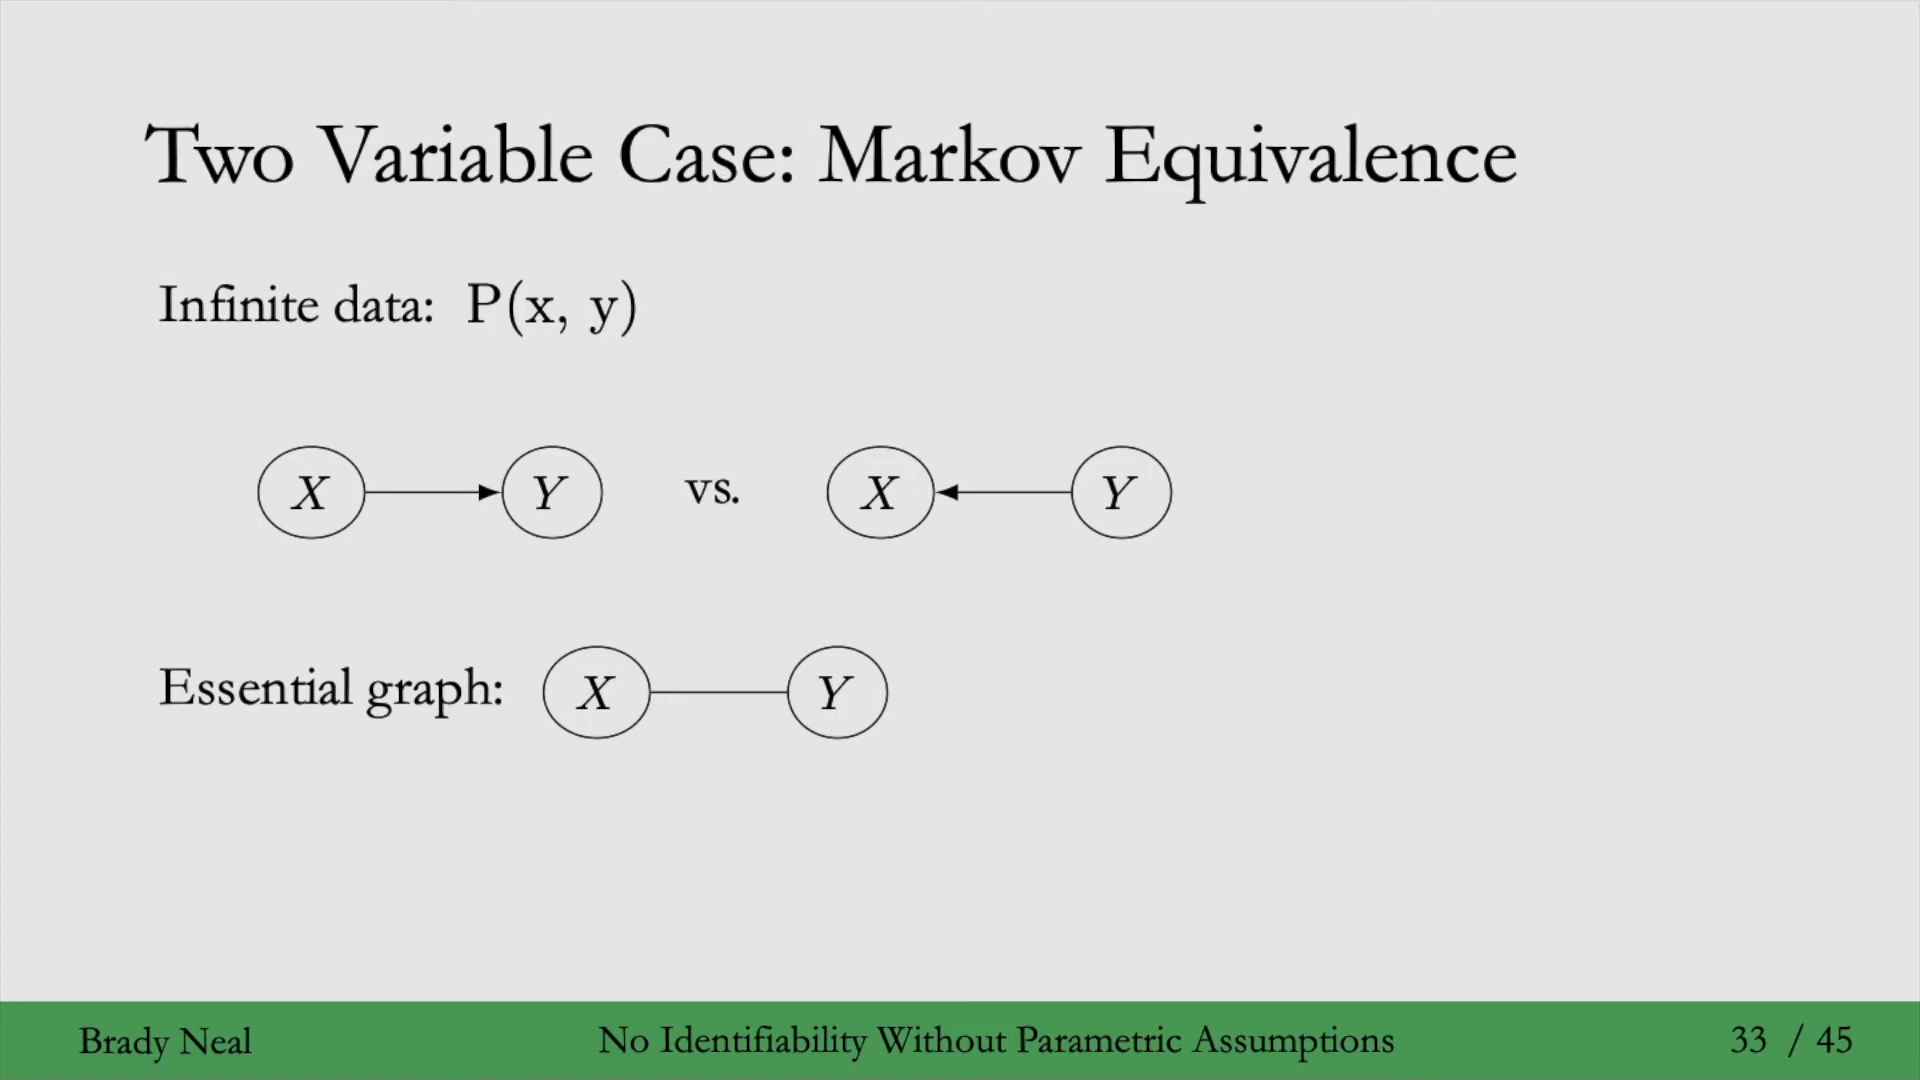 Two Variable Case: Markov Equivalence
Infinite data: P(x, y)
X Y vs. X Y
Essential graph: X Y
Brady Neal No Identifiability Without Parametric Assumptions 33 / 45